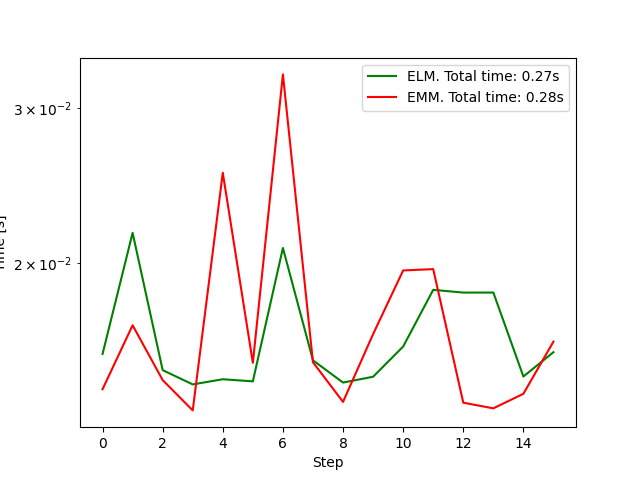 ELM. Total time: 0.27s
EMM. Total time: 0.28s
3 × 10⁻²
2 × 10⁻²
[s]
0 2 4 6 8 10 12 14
Step